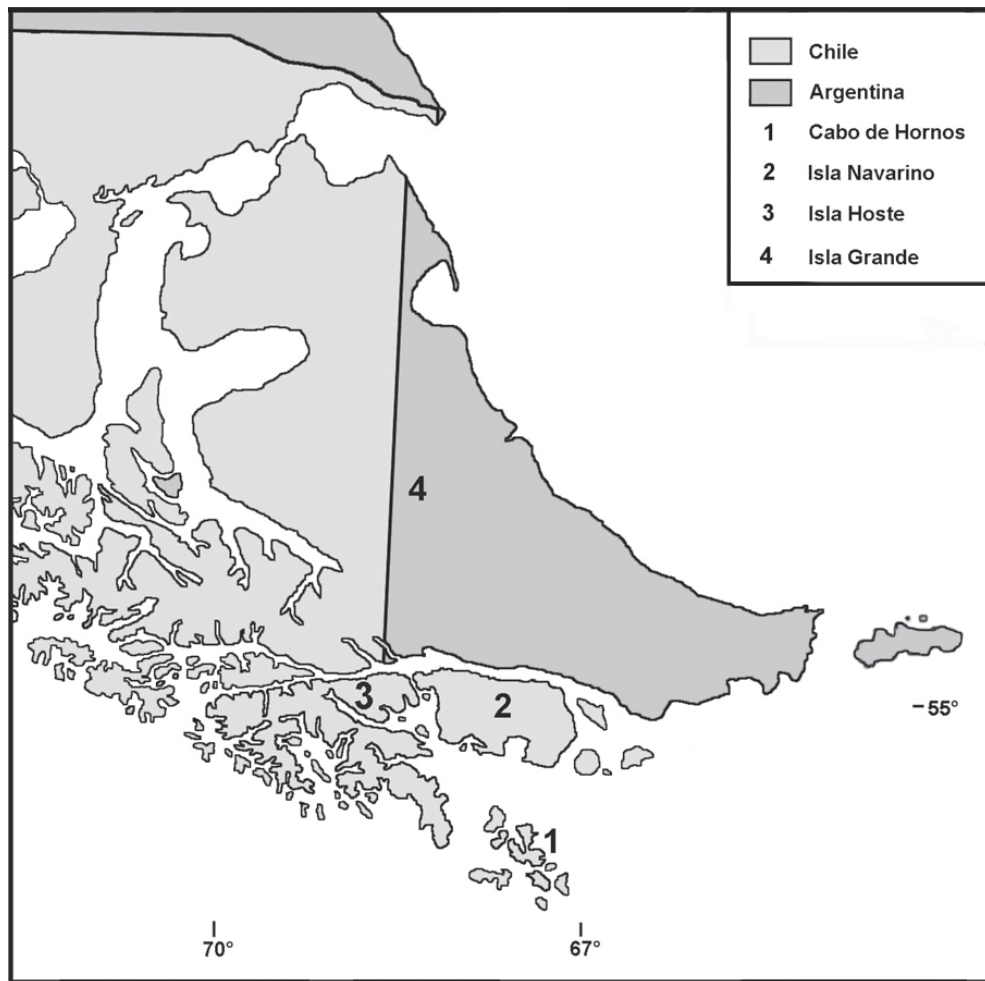 Chile
Argentina
1 Cabo de Hornos
2 Isla Navarino
3 Isla Hoste
4 Isla Grande
4
3
2
55°
1
70°
67°